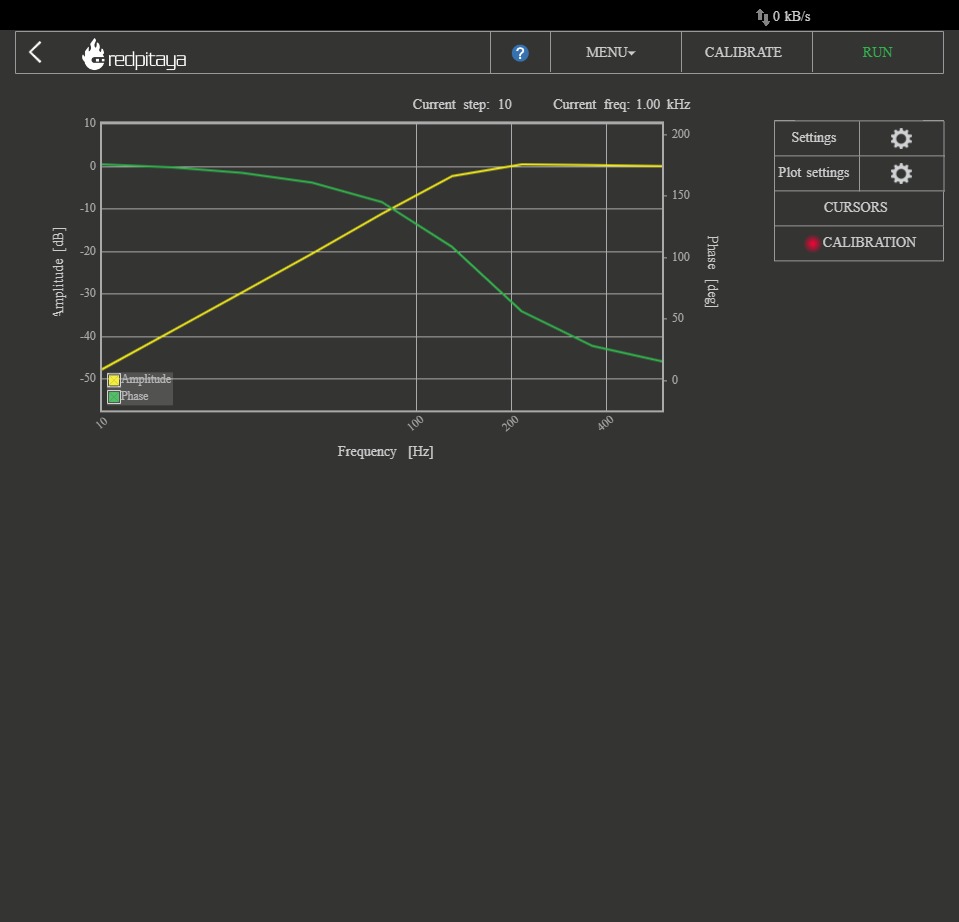 0 kB/s
redpitaya
?
MENU
CALIBRATE
RUN
Current step: 10
Current freq: 1.00 kHz
10
0
-10
-20
-30
-40
-50
Amplitude [dB]
200
150
100
50
0
Phase [deg]
Amplitude
Phase
10
100
200
400
Frequency [Hz]
Settings
Plot settings
CURSORS
CALIBRATION